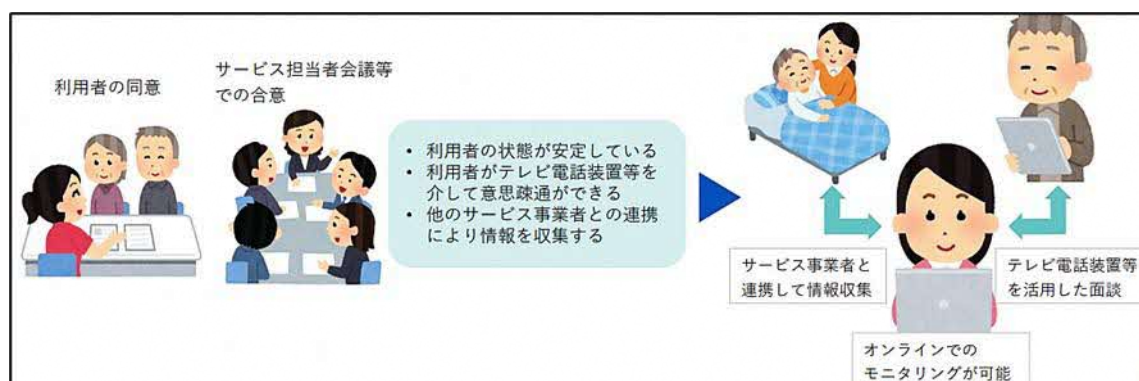 利用者の同意
サービス担当者会議等
での合意
• 利用者の状態が安定している
• 利用者がテレビ電話装置等を
介して意思疎通ができる
• 他のサービス事業者との連携
により情報を収集する
サービス事業者と
連携して情報収集
テレビ電話装置等
を活用した面談
オンラインでの
モニタリングが可能